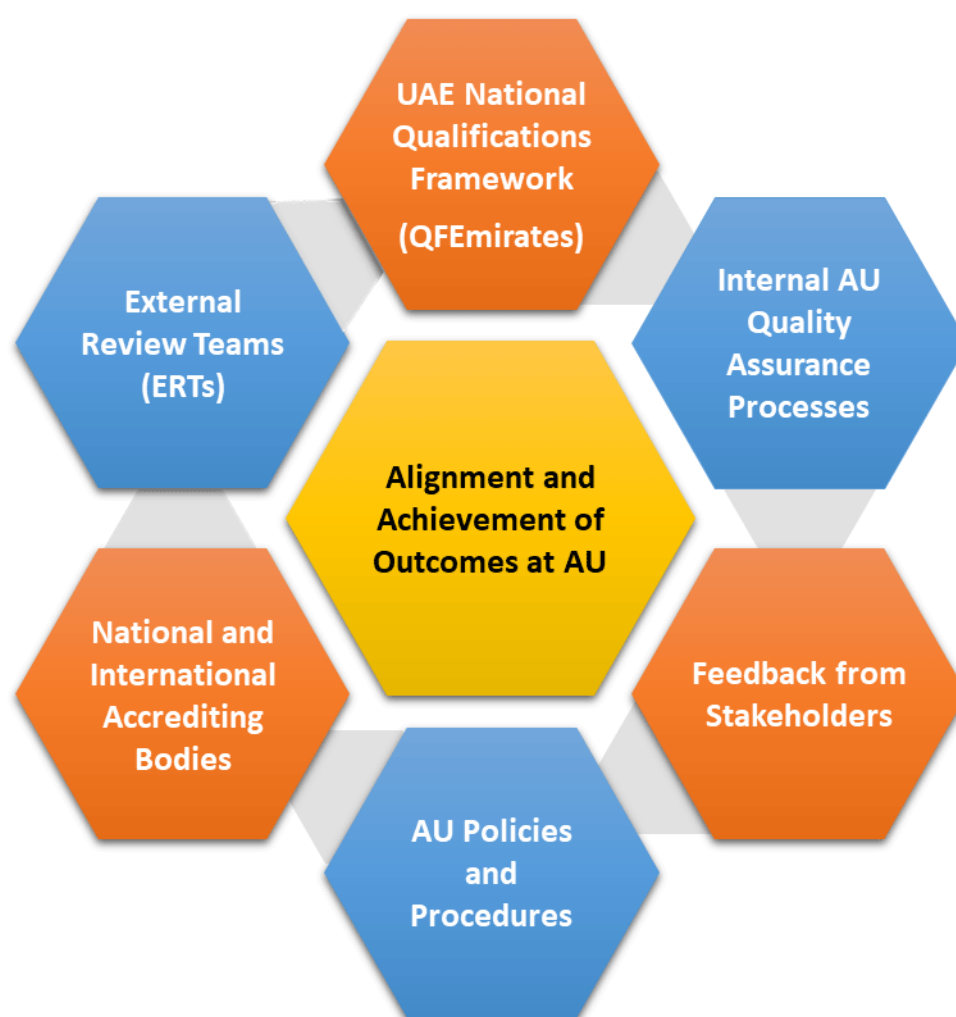 UAE National
Qualifications
Framework
(QFEmirates)
External
Review Teams
(ERTs)
Internal AU
Quality
Assurance
Processes
Alignment and
Achievement of
Outcomes at AU
National and
International
Accrediting
Bodies
Feedback from
Stakeholders
AU Policies
and
Procedures